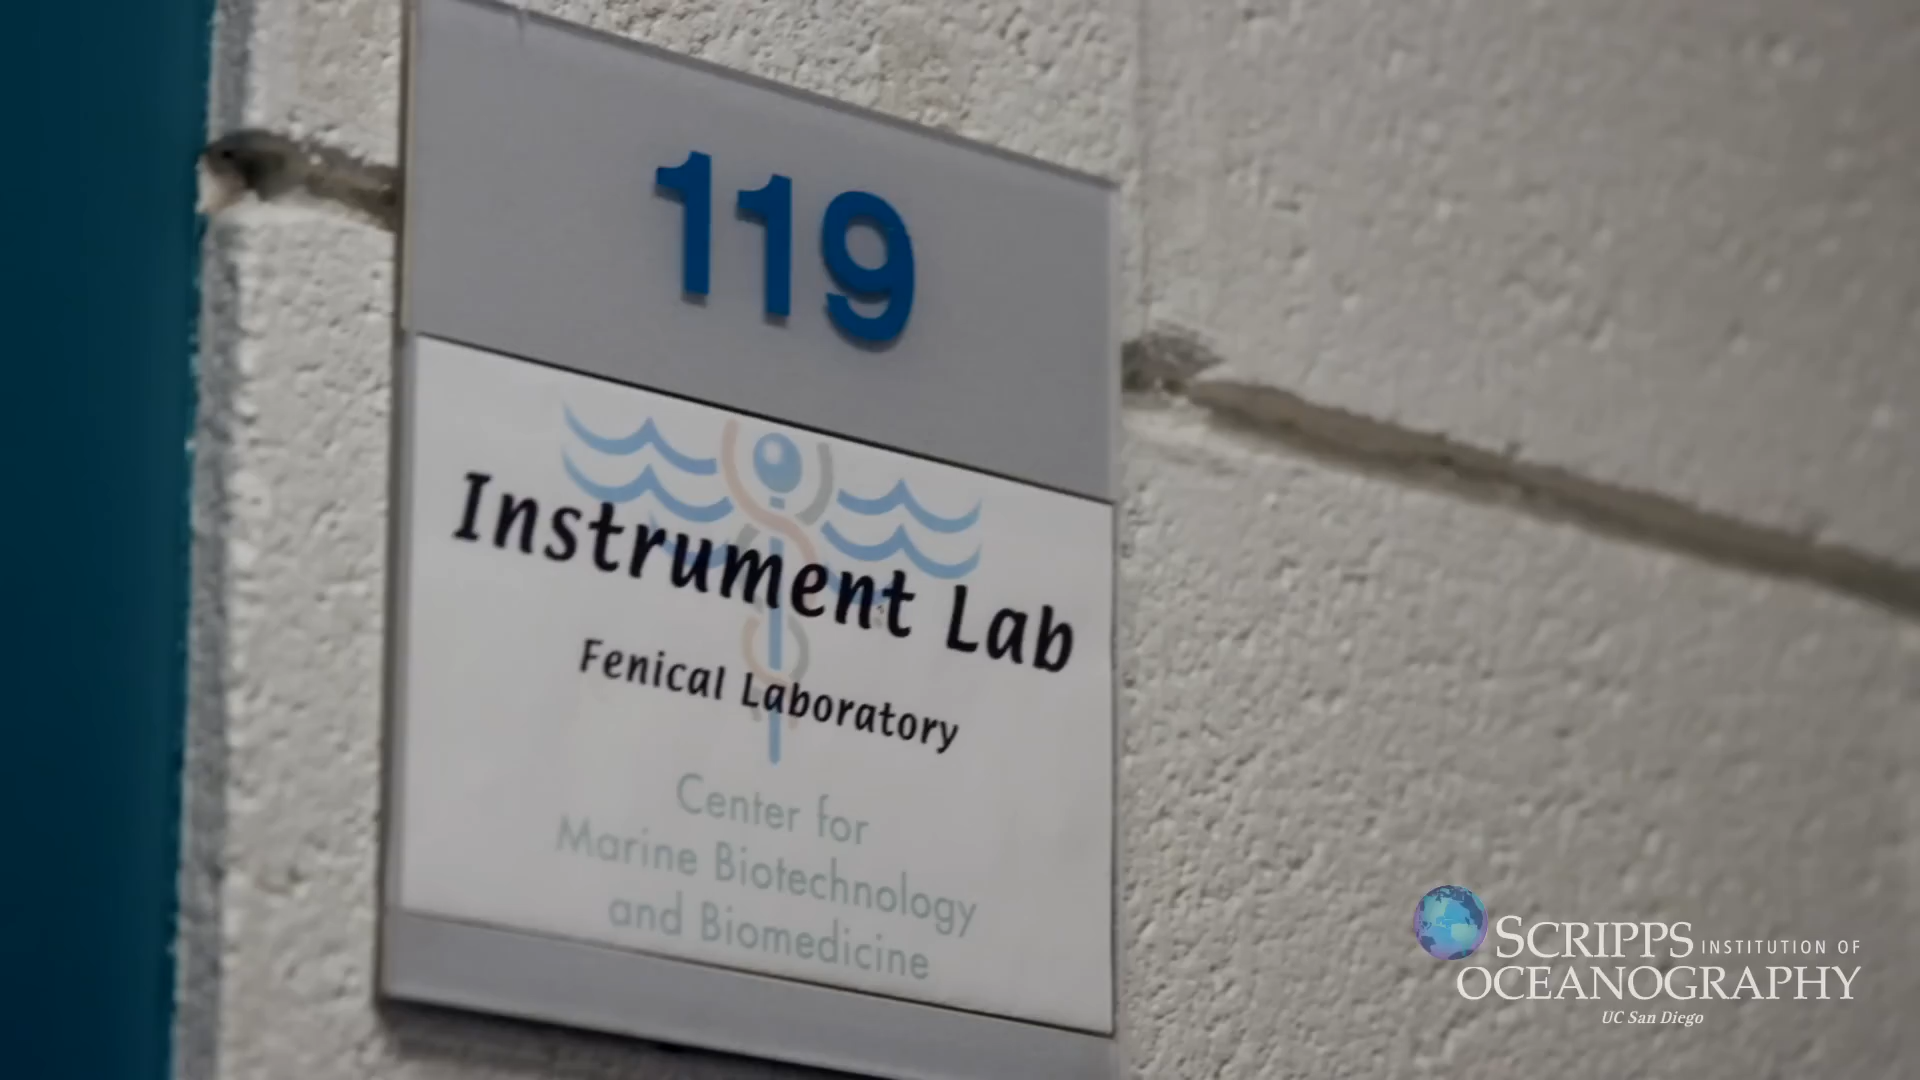 119
Instrument Lab
Fenical Laboratory
Center for
Marine Biotechnology
and Biomedicine
SCRIPPS INSTITUTION OF
OCEANOGRAPHY
UC San Diego